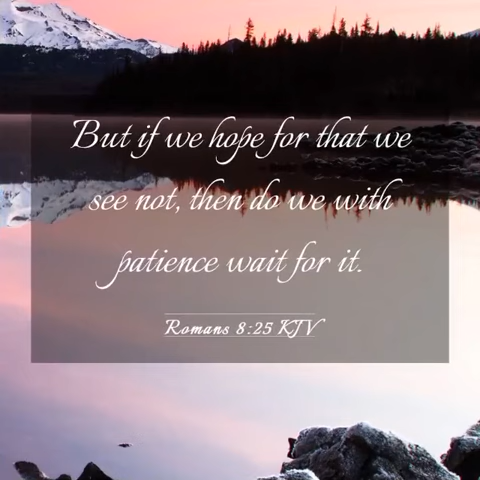 But if we hope for that we
see not, then do we with
patience wait for it.
Romans 8:25 KJV